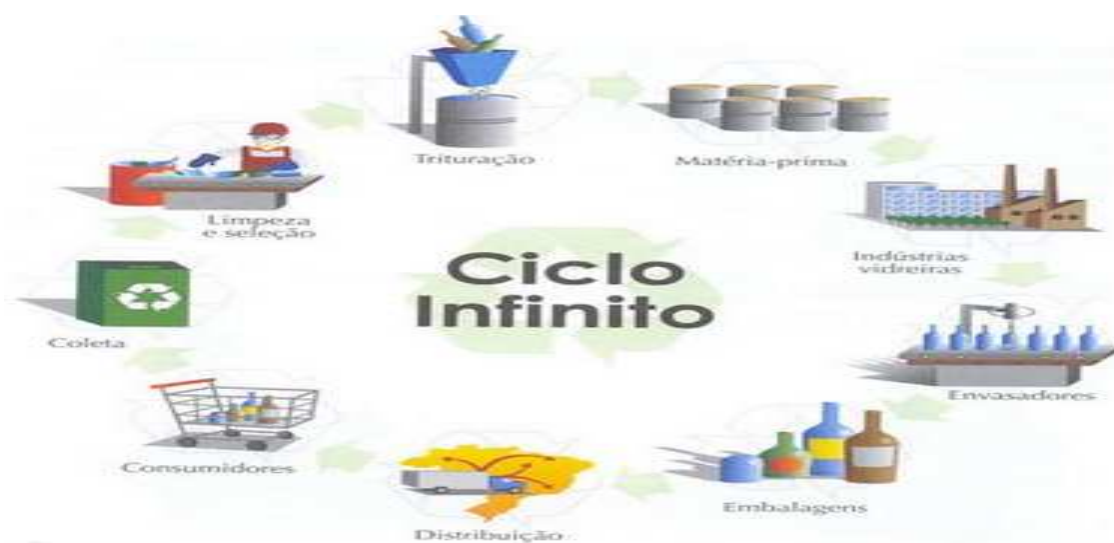 Trituração
Matéria-prima
Limpeza
e seleção
Indústrias
vidreiras
Ciclo
Infinito
Coleta
Envasadores
Consumidores
Embalagens
Distribuição